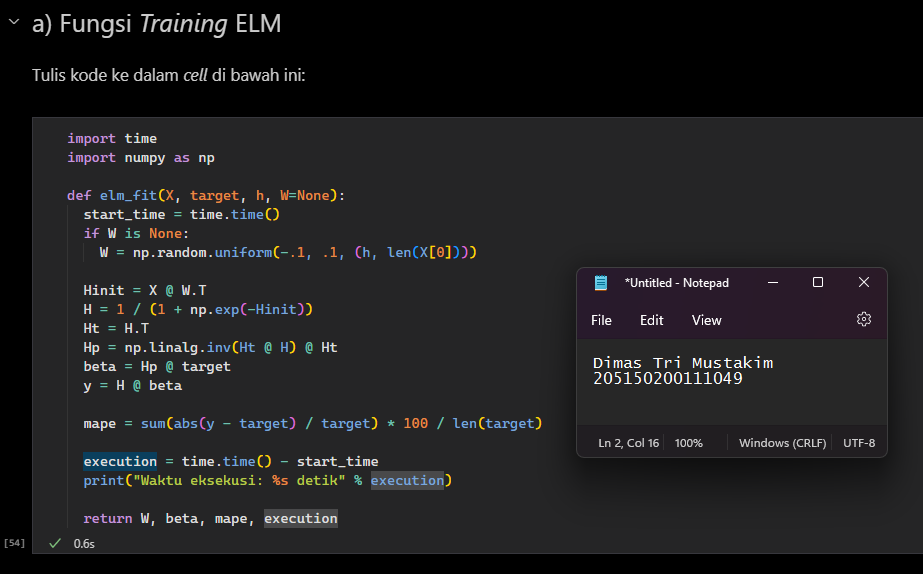 a) Fungsi Training ELM
Tulis kode ke dalam cell di bawah ini:
import time
import numpy as np
def elm_fit(X, target, h, W=None):
start_time = time.time()
if W is None:
W = np.random.uniform(-.1, .1, (h, len(X[0])))
Hinit = X @ W.T
H = 1 / (1 + np.exp(-Hinit))
Ht = H.T
Hp = np.linalg.inv(Ht @ H) @ Ht
beta = Hp @ target
y = H @ beta
mape = sum(abs(y - target) / target) * 100 / len(target)
execution = time.time() - start_time
print("Waktu eksekusi: %s detik" % execution)
return W, beta, mape, execution
[54]
0.6s
*Untitled - Notepad
File Edit View
Dimas Tri Mustakim
205150200111049
Ln 2, Col 16 100% Windows (CRLF) UTF-8